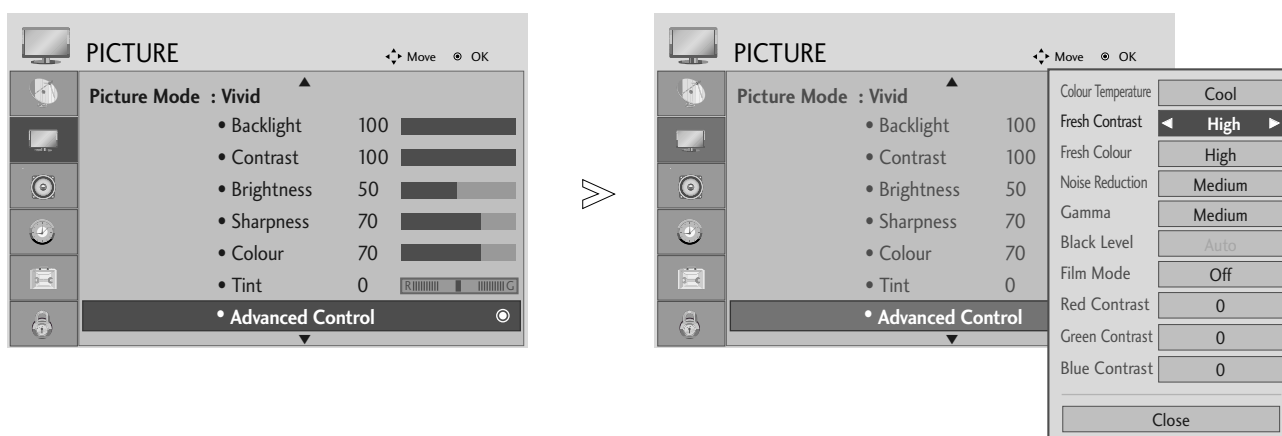 PICTURE
Move ◉ OK
Picture Mode : Vivid
• Backlight 100
• Contrast 100
• Brightness 50
• Sharpness 70
• Colour 70
• Tint 0 R G
• Advanced Control
PICTURE
Move ◉ OK
Picture Mode : Vivid
• Backlight 100
• Contrast 100
• Brightness 50
• Sharpness 70
• Colour 70
• Tint 0
• Advanced Control
Colour Temperature Cool
Fresh Contrast ◀ High ▶
Fresh Colour High
Noise Reduction Medium
Gamma Medium
Black Level Auto
Film Mode Off
Red Contrast 0
Green Contrast 0
Blue Contrast 0
Close